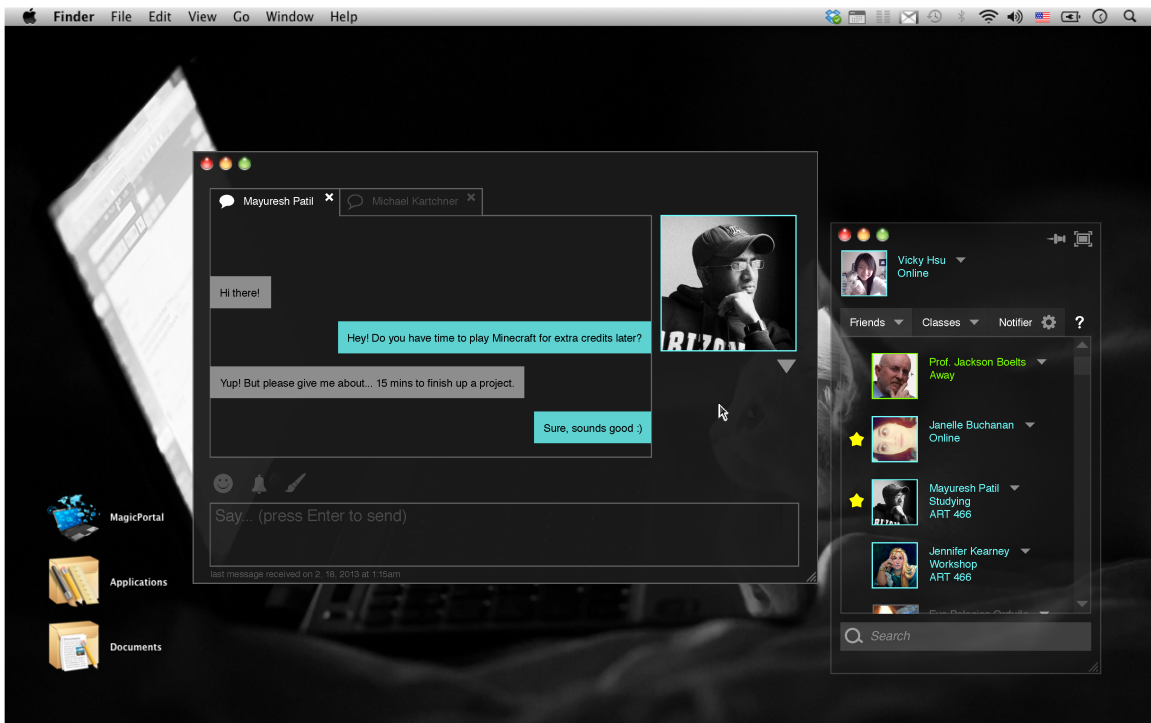 Finder File Edit View Go Window Help
Mayuresh Patil
Michael Kartchner
Hi there!
Hey! Do you have time to play Minecraft for extra credits later?
Yup! But please give me about... 15 mins to finish up a project.
Sure, sounds good :)
Say... (press Enter to send)
last message received on 2, 18, 2013 at 1:15am
Vicky Hsu
Online
Friends Classes Notifier ?
Prof. Jackson Boelts
Away
Janelle Buchanan
Online
Mayuresh Patil
Studying
ART 466
Jennifer Kearney
Workshop
ART 466
Search
MagicPortal
Applications
Documents